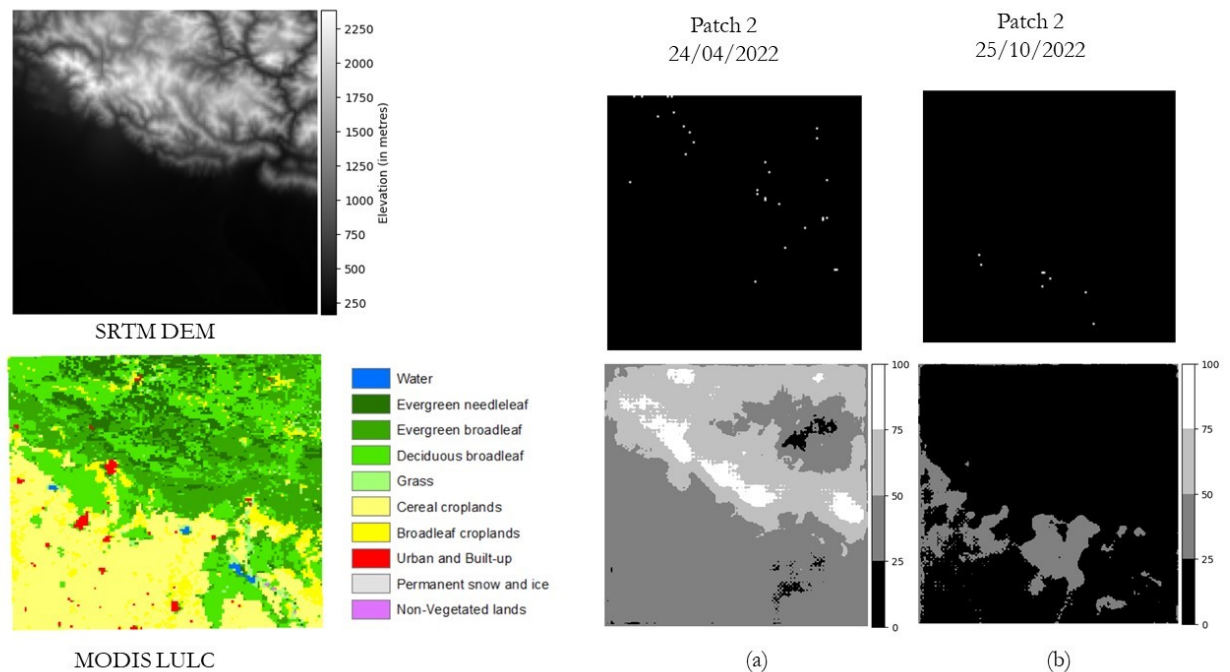 2250
2000
1750
1500
1250
1000
750
500
250
Elevation (in metres)
SRTM DEM
Patch 2
24/04/2022
Patch 2
25/10/2022
Water
Evergreen needleleaf
Evergreen broadleaf
Deciduous broadleaf
Grass
Cereal croplands
Broadleaf croplands
Urban and Built-up
Permanent snow and ice
Non-Vegetated lands
MODIS LULC
100
75
50
25
0
(a)
100
75
50
25
0
(b)